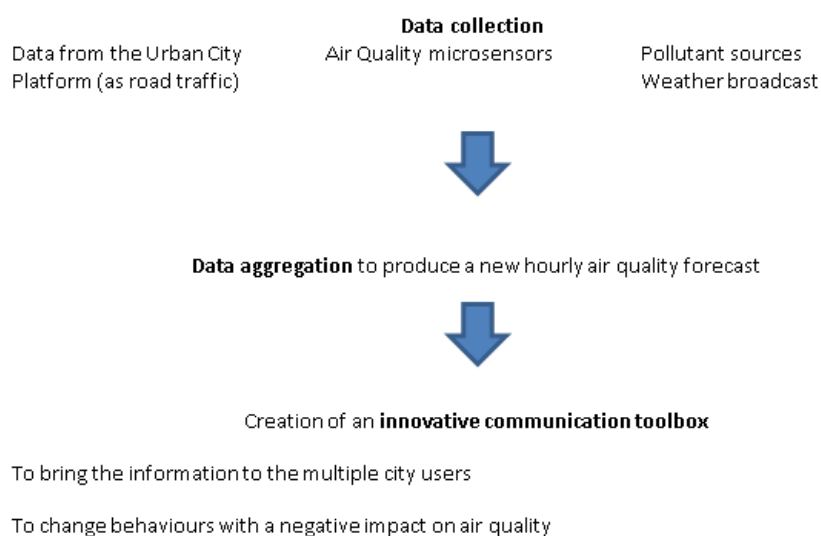 Data collection
Data from the Urban City
Platform (as road traffic)
Air Quality microsensors
Pollutant sources
Weather broadcast
Data aggregation to produce a new hourly air quality forecast
Creation of an innovative communication toolbox
To bring the information to the multiple city users
To change behaviours with a negative impact on air quality